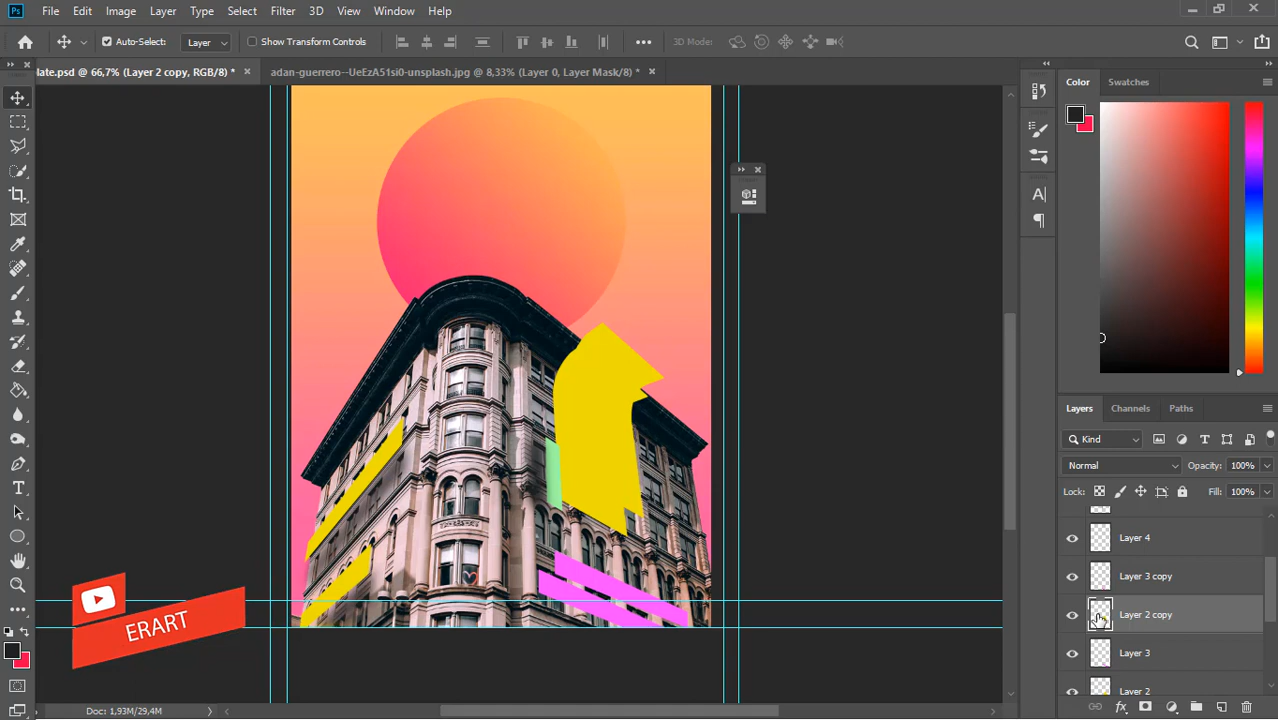 Ps File Edit Image Layer Type Select Filter 3D View Window Help
Auto-Select: Layer Show Transform Controls 3D Mode:
late.psd @ 66,7% (Layer 2 copy, RGB/8) * adan-guerrero--UeEzA51si0-unsplash.jpg @ 8,33% (Layer 0, Layer Mask/8) *
Color Swatches
Layers Channels Paths
Kind
Normal Opacity: 100%
Lock: Fill: 100%
Layer 4
Layer 3 copy
Layer 2 copy
Layer 3
Layer 2
ERART
Doc: 1,93M/29,4M